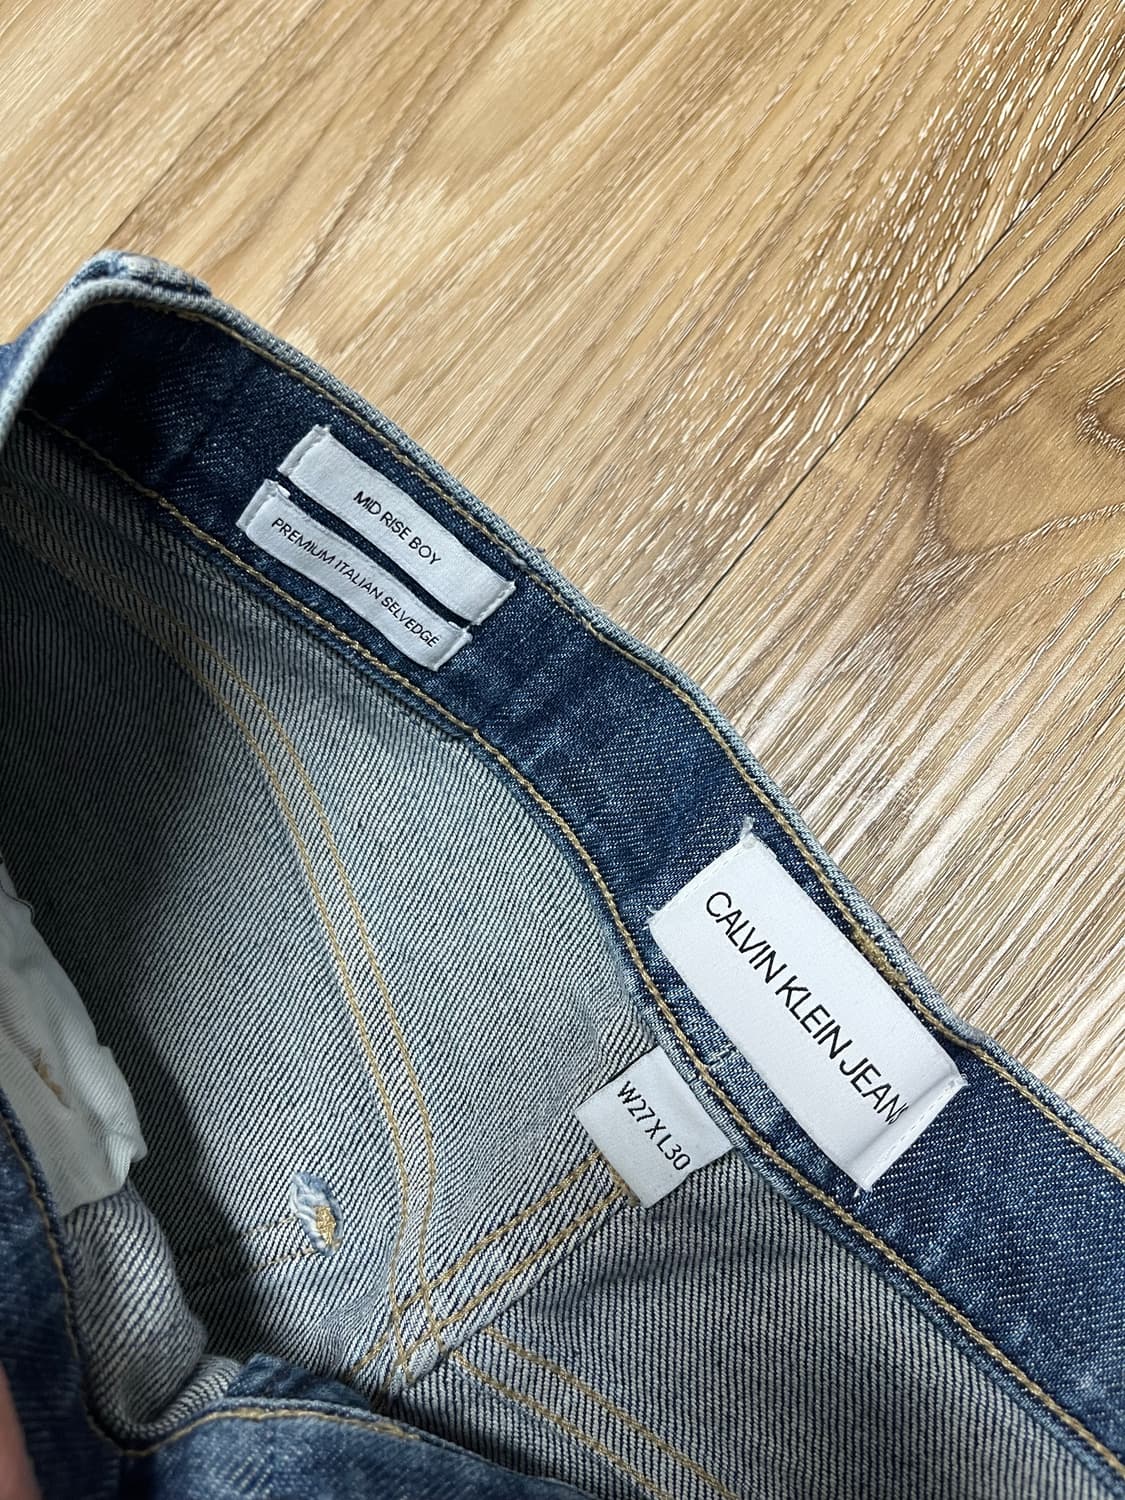 MID RISE BOY
PREMIUM ITALIAN SELVEDGE
CALVIN KLEIN JEAN
W27 X L30